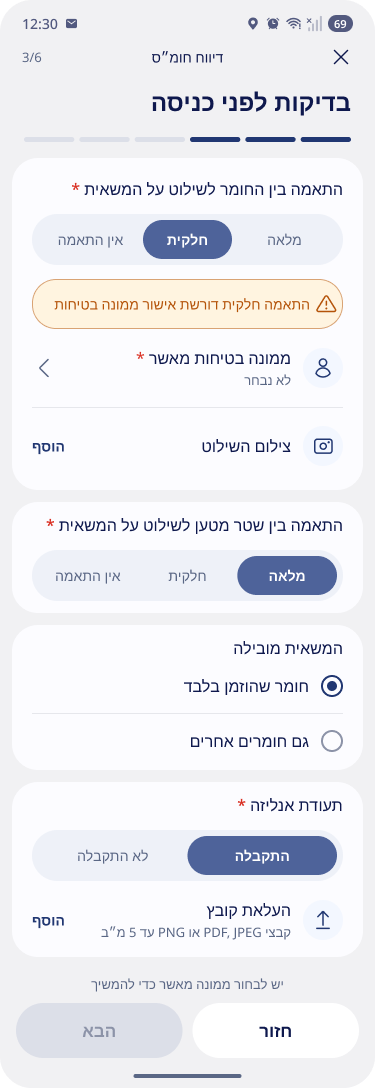 12:30
69
דיווח חומ״ס
3/6
בדיקות לפני כניסה
התאמה בין החומר לשילוט על המשאית *
מלאה
חלקית
אין התאמה
התאמה חלקית דורשת אישור ממונה בטיחות
ממונה בטיחות מאשר *
לא נבחר
צילום השילוט
הוסף
התאמה בין שטר מטען לשילוט על המשאית *
מלאה
חלקית
אין התאמה
המשאית מובילה
חומר שהוזמן בלבד
גם חומרים אחרים
תעודת אנליזה *
התקבלה
לא התקבלה
העלאת קובץ
קבצי PDF, JPEG או PNG עד 5 מ״ב
הוסף
יש לבחור ממונה מאשר כדי להמשיך
חזור
הבא